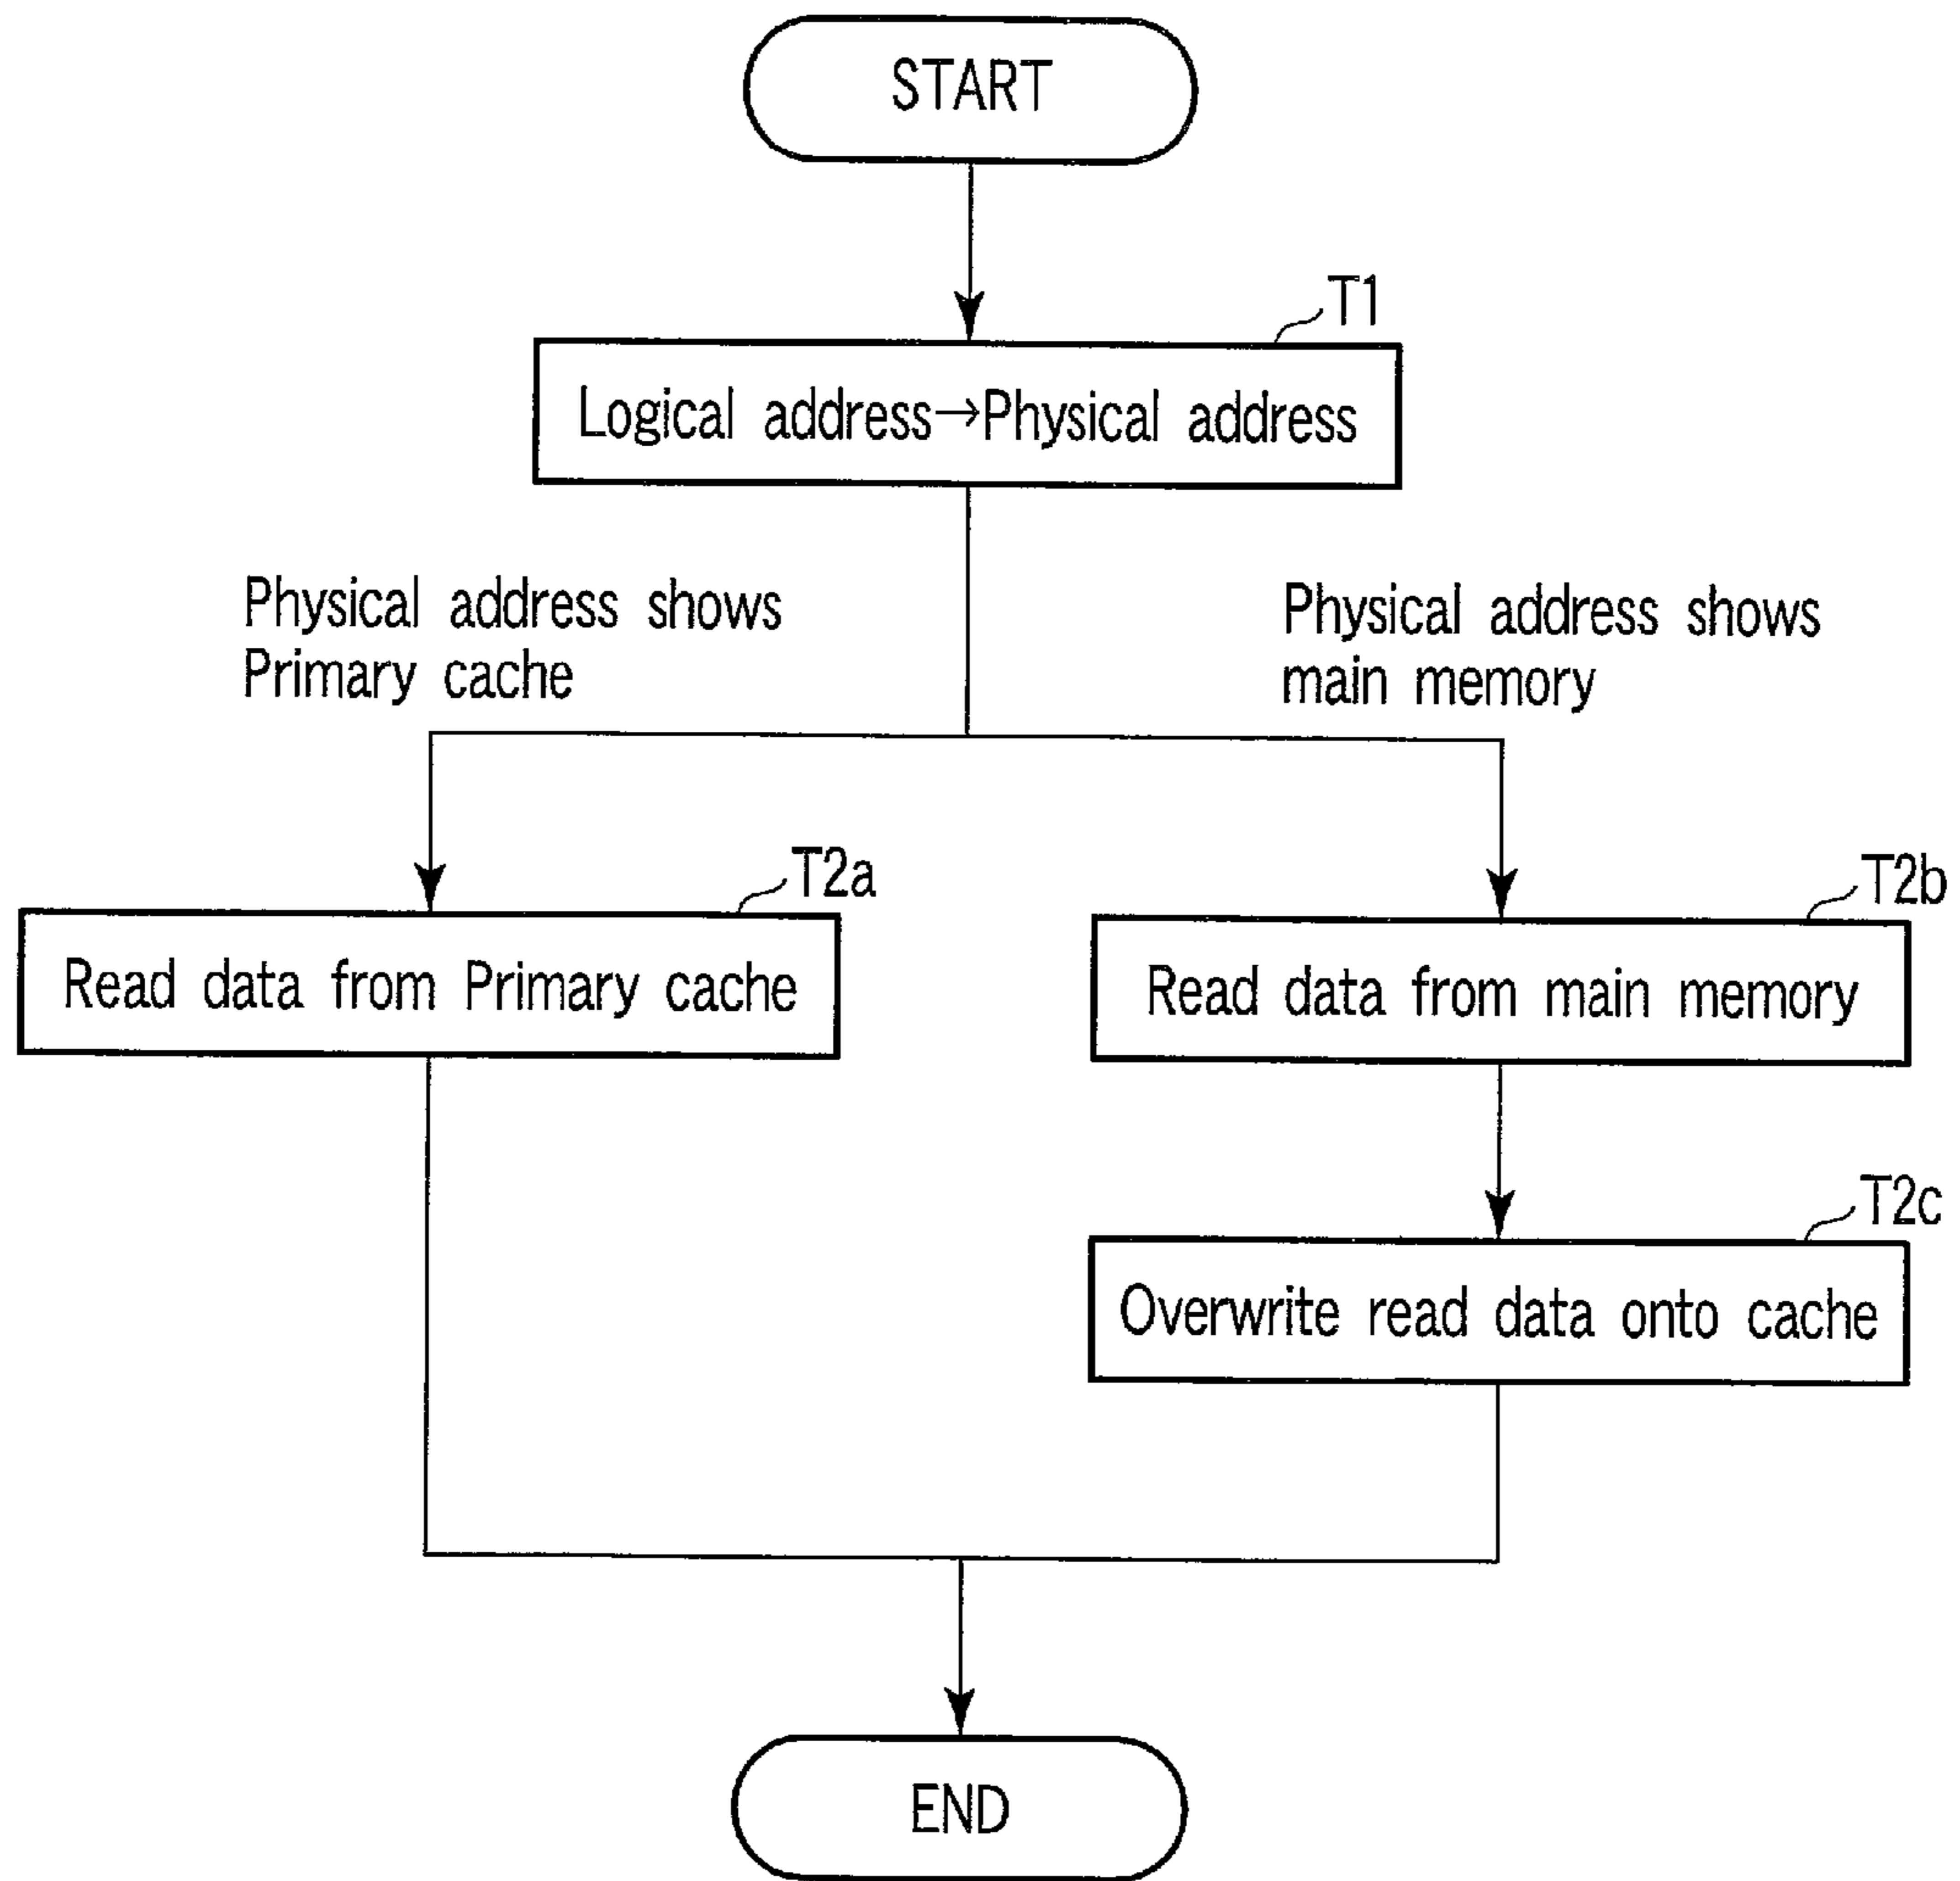 START
T1
Logical address→Physical address
Physical address shows
Primary cache
Physical address shows
main memory
T2a
Read data from Primary cache
T2b
Read data from main memory
T2c
Overwrite read data onto cache
END